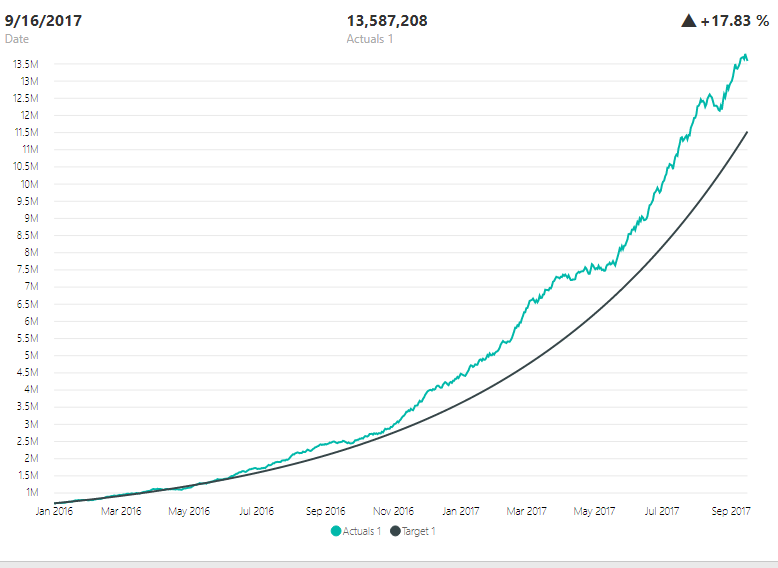 9/16/2017 13,587,208 ▲ +17.83 %
Date Actuals 1
13.5M
13M
12.5M
12M
11.5M
11M
10.5M
10M
9.5M
9M
8.5M
8M
7.5M
7M
6.5M
6M
5.5M
5M
4.5M
4M
3.5M
3M
2.5M
2M
1.5M
1M
Jan 2016 Mar 2016 May 2016 Jul 2016 Sep 2016 Nov 2016 Jan 2017 Mar 2017 May 2017 Jul 2017 Sep 2017
Actuals 1 Target 1